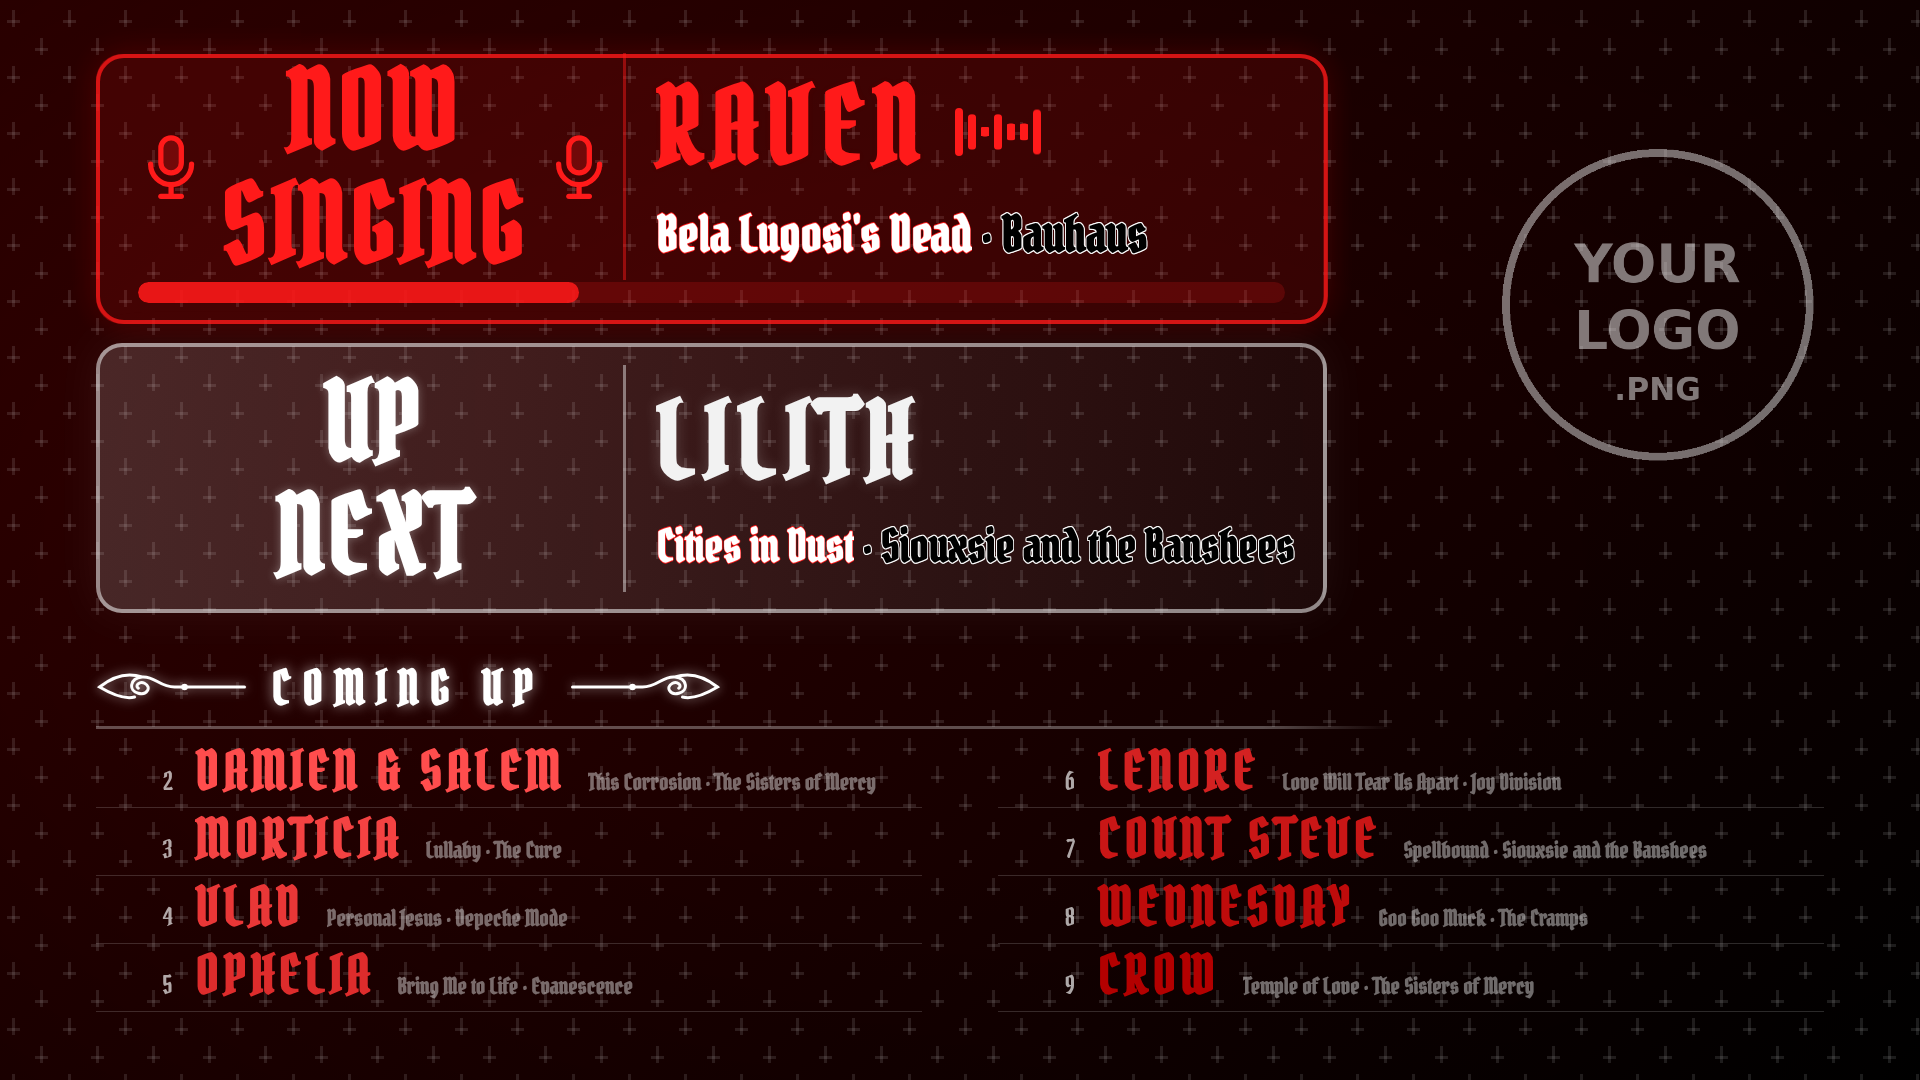 NOW
SINGING
RAVEN
Bela Lugosi's Dead · Bauhaus
UP
NEXT
LILITH
Cities in Dust · Siouxsie and the Banshees
YOUR
LOGO
.PNG
COMING UP
2 DAMIEN & SALEM This Corrosion · The Sisters of Mercy
3 MORTICIA Lullaby · The Cure
4 VLAD Personal Jesus · Depeche Mode
5 OPHELIA Bring Me to Life · Evanescence
6 LENORE Love Will Tear Us Apart · Joy Division
7 COUNT STEVE Spellbound · Siouxsie and the Banshees
8 WEDNESDAY Goo Goo Muck · The Cramps
9 CROW Temple of Love · The Sisters of Mercy